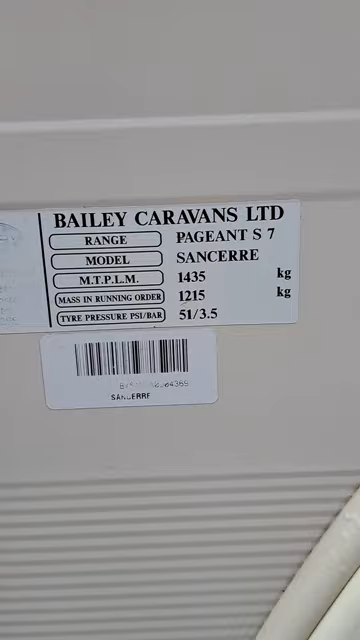 BAILEY CARAVANS LTD
RANGE PAGEANT S 7
MODEL SANCERRE
M.T.P.L.M. 1435 kg
MASS IN RUNNING ORDER 1215 kg
TYRE PRESSURE PSI/BAR 51/3.5
SANCERRE